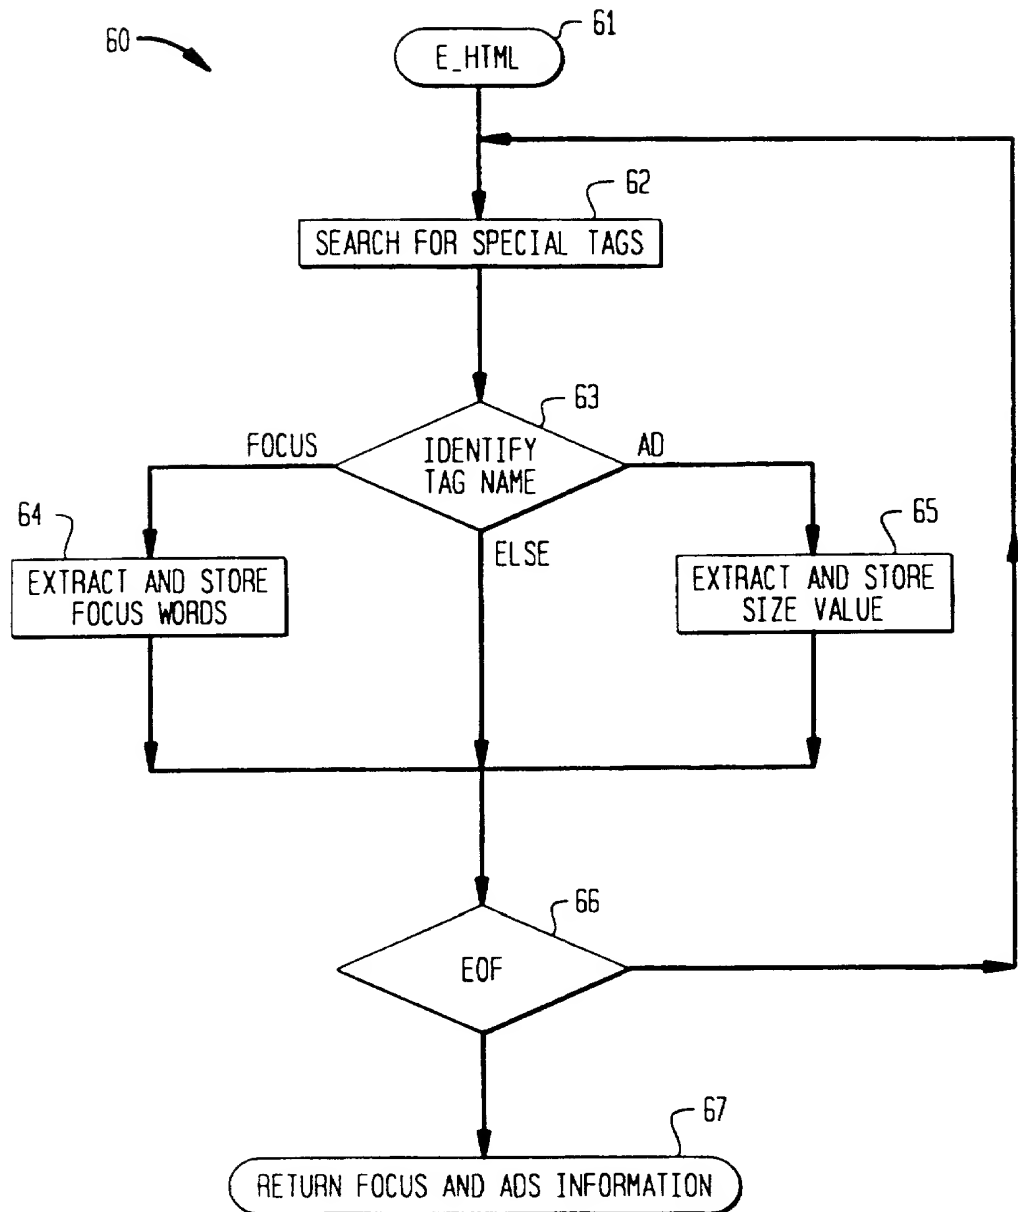 60
61
E_HTML
62
SEARCH FOR SPECIAL TAGS
63
FOCUS
IDENTIFY
TAG NAME
AD
ELSE
64
EXTRACT AND STORE
FOCUS WORDS
65
EXTRACT AND STORE
SIZE VALUE
66
EOF
67
RETURN FOCUS AND ADS INFORMATION